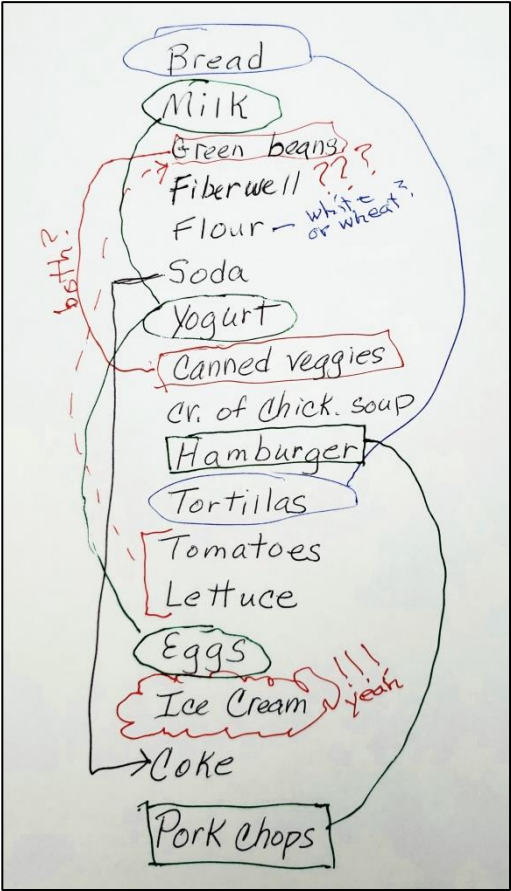 Bread
Milk
Green beans
Fiberwell ???
Flour - white
or wheat?
both?
Soda
Yogurt
Canned veggies
cr. of chick. soup
Hamburger
Tortillas
Tomatoes
Lettuce
Eggs
Ice Cream !!!
yeah
Coke
Pork chops